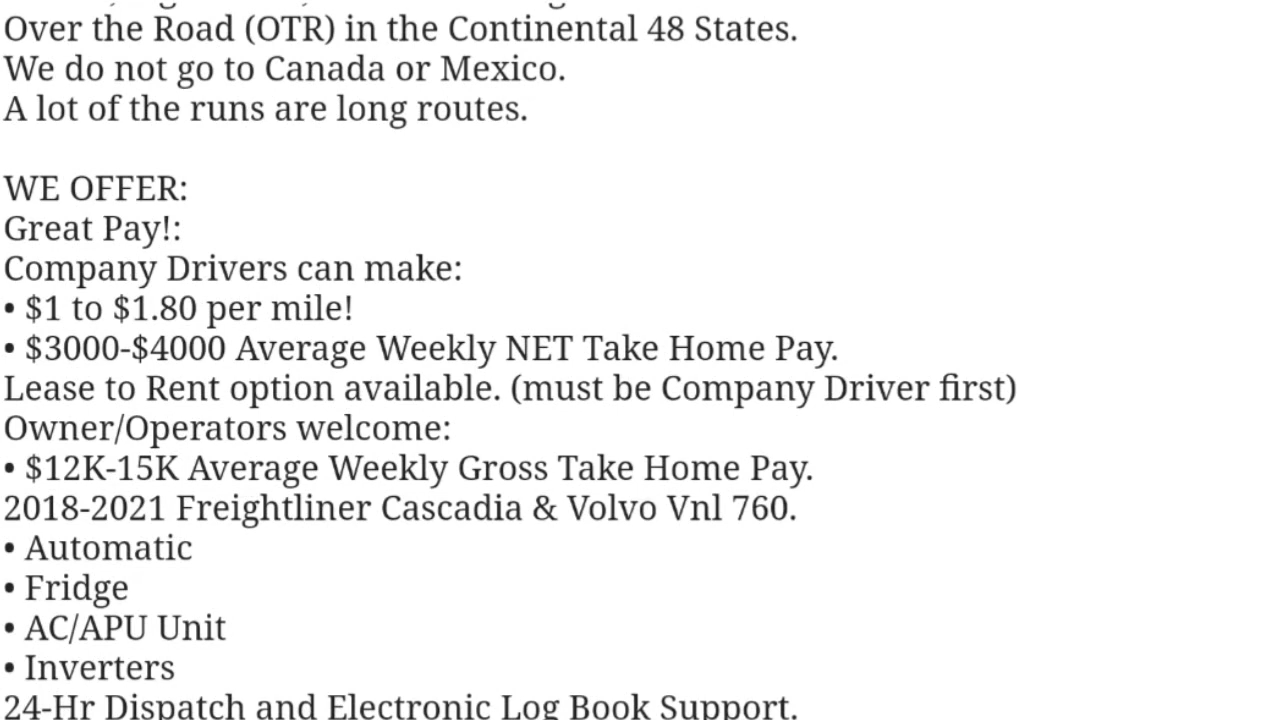 Over the Road (OTR) in the Continental 48 States.
We do not go to Canada or Mexico.
A lot of the runs are long routes.
WE OFFER:
Great Pay!:
Company Drivers can make:
• $1 to $1.80 per mile!
• $3000-$4000 Average Weekly NET Take Home Pay.
Lease to Rent option available. (must be Company Driver first)
Owner/Operators welcome:
• $12K-15K Average Weekly Gross Take Home Pay.
2018-2021 Freightliner Cascadia & Volvo Vnl 760.
• Automatic
• Fridge
• AC/APU Unit
• Inverters
24-Hr Dispatch and Electronic Log Book Support.